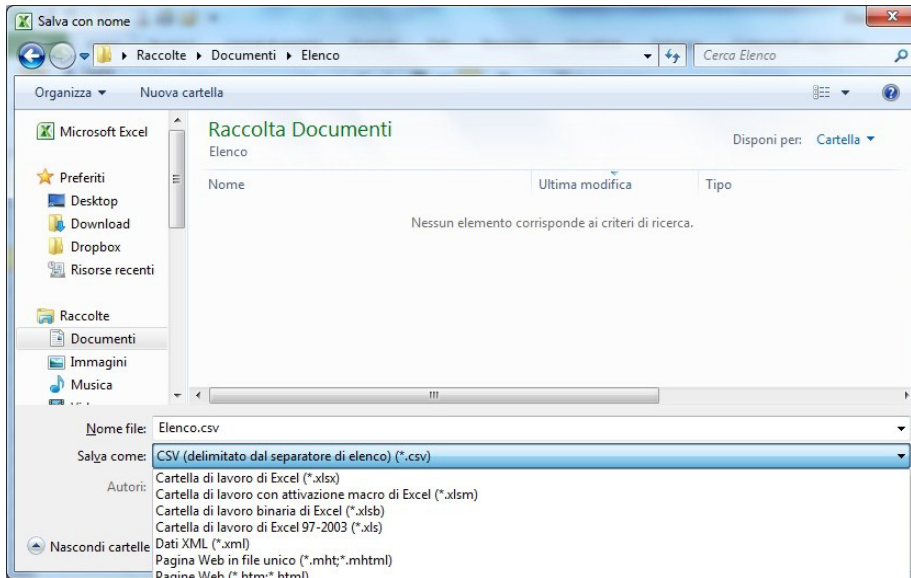 Salva con nome
Raccolte Documenti Elenco
Cerca Elenco
Organizza Nuova cartella
Microsoft Excel
Preferiti
Desktop
Download
Dropbox
Risorse recenti
Raccolte
Documenti
Immagini
Musica
Raccolta Documenti
Elenco
Disponi per: Cartella
Nome Ultima modifica Tipo
Nessun elemento corrisponde ai criteri di ricerca.
Nome file: Elenco.csv
Salva come: CSV (delimitato dal separatore di elenco) (*.csv)
Autori:
Cartella di lavoro di Excel (*.xlsx)
Cartella di lavoro con attivazione macro di Excel (*.xlsm)
Cartella di lavoro binaria di Excel (*.xlsb)
Cartella di lavoro di Excel 97-2003 (*.xls)
Nascondi cartelle
Dati XML (*.xml)
Pagina Web in file unico (*.mht;*.mhtml)
Pagine Web (*.htm;*.html)